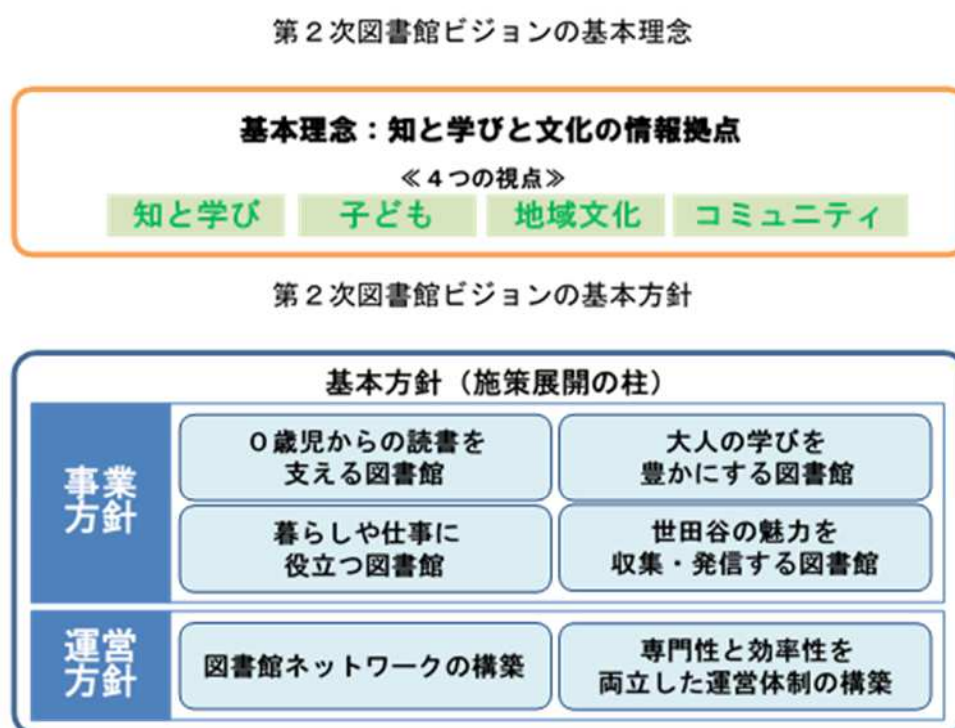 第２次図書館ビジョンの基本理念
基本理念：知と学びと文化の情報拠点
≪４つの視点≫
知と学び 子ども 地域文化 コミュニティ
第２次図書館ビジョンの基本方針
基本方針（施策展開の柱）
事業
方針
０歳児からの読書を
支える図書館
大人の学びを
豊かにする図書館
暮らしや仕事に
役立つ図書館
世田谷の魅力を
収集・発信する図書館
運営
方針
図書館ネットワークの構築
専門性と効率性を
両立した運営体制の構築